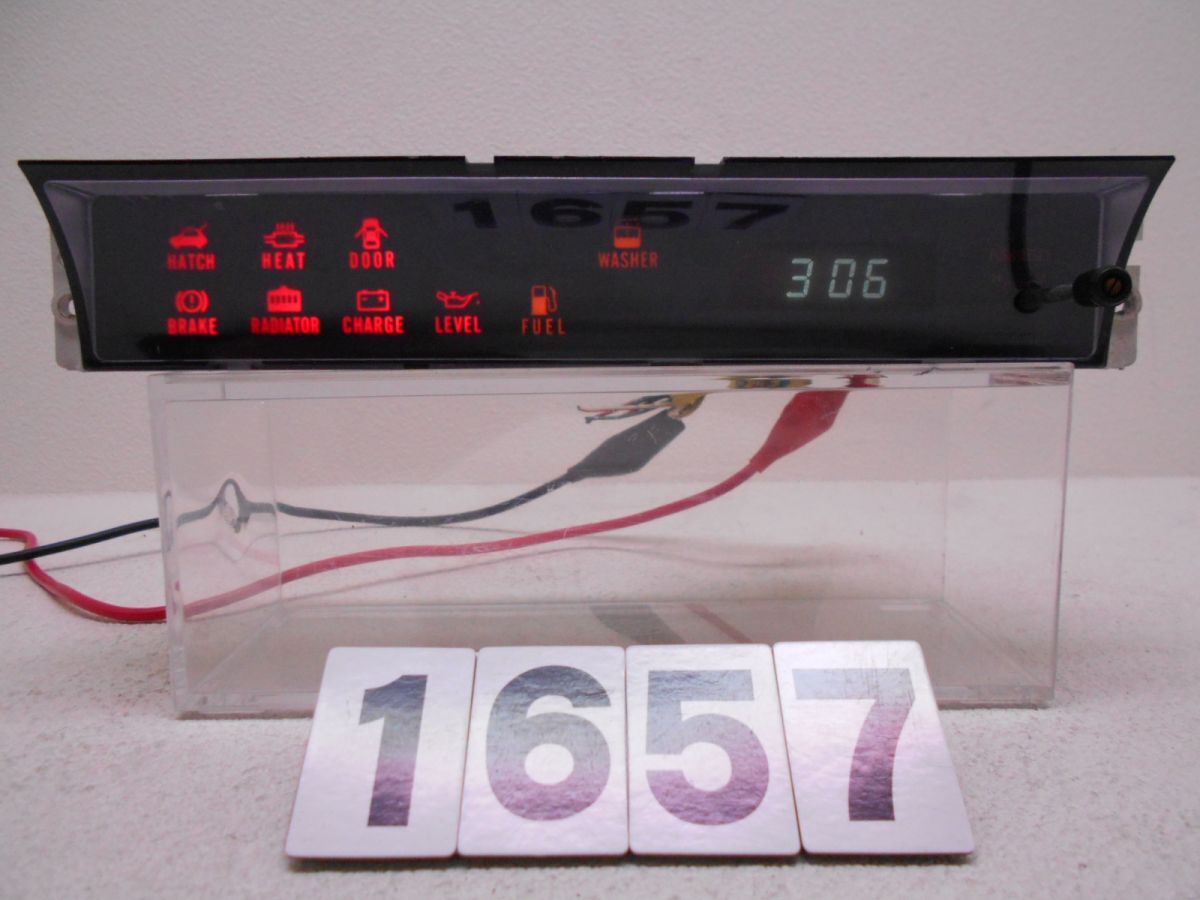 1657
HATCH HEAT DOOR
WASHER
306
BRAKE RADIATOR CHARGE LEVEL FUEL
1657